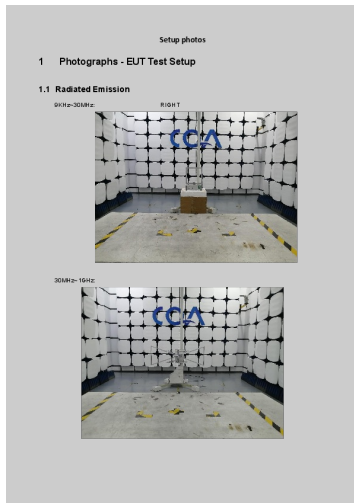 Setup photos
1 Photographs - EUT Test Setup
1.1 Radiated Emission
9KHz~30MHz: RIGHT
CCA
30MHz~1GHz:
CCA